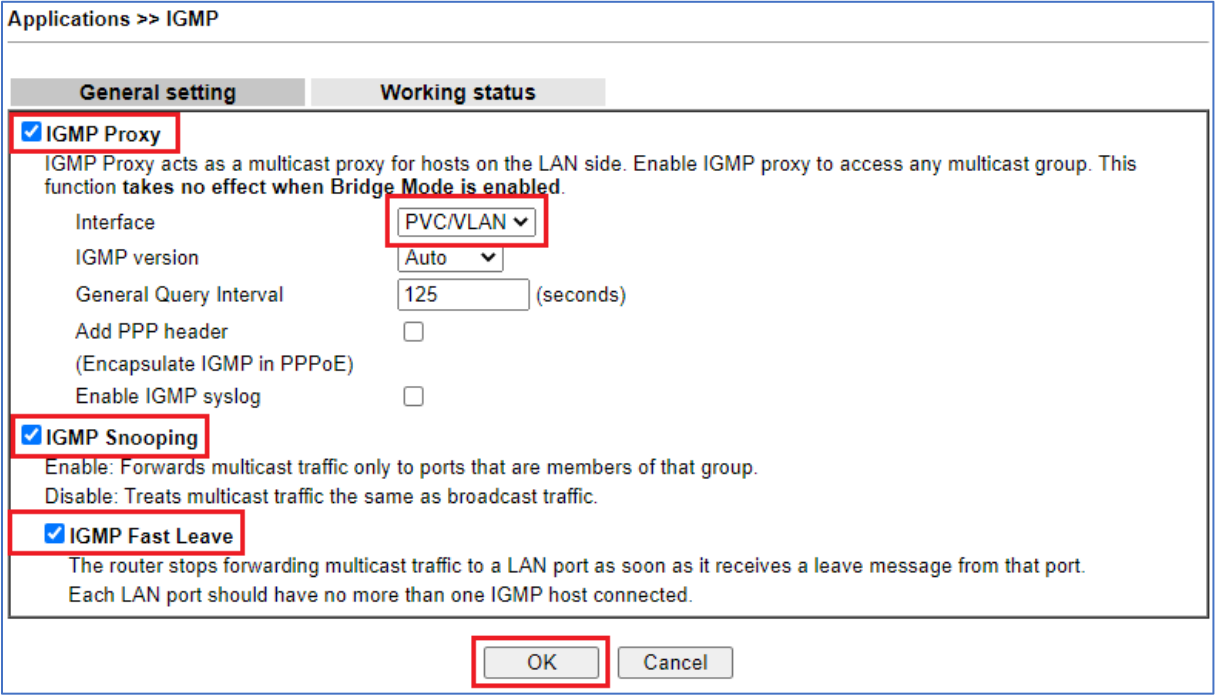 Applications >> IGMP
General setting
Working status
IGMP Proxy
IGMP Proxy acts as a multicast proxy for hosts on the LAN side. Enable IGMP proxy to access any multicast group. This
function takes no effect when Bridge Mode is enabled.
Interface
PVC/VLAN
IGMP version
Auto
General Query Interval
125
(seconds)
Add PPP header
(Encapsulate IGMP in PPPoE)
Enable IGMP syslog
IGMP Snooping
Enable: Forwards multicast traffic only to ports that are members of that group.
Disable: Treats multicast traffic the same as broadcast traffic.
IGMP Fast Leave
The router stops forwarding multicast traffic to a LAN port as soon as it receives a leave message from that port.
Each LAN port should have no more than one IGMP host connected.
OK
Cancel